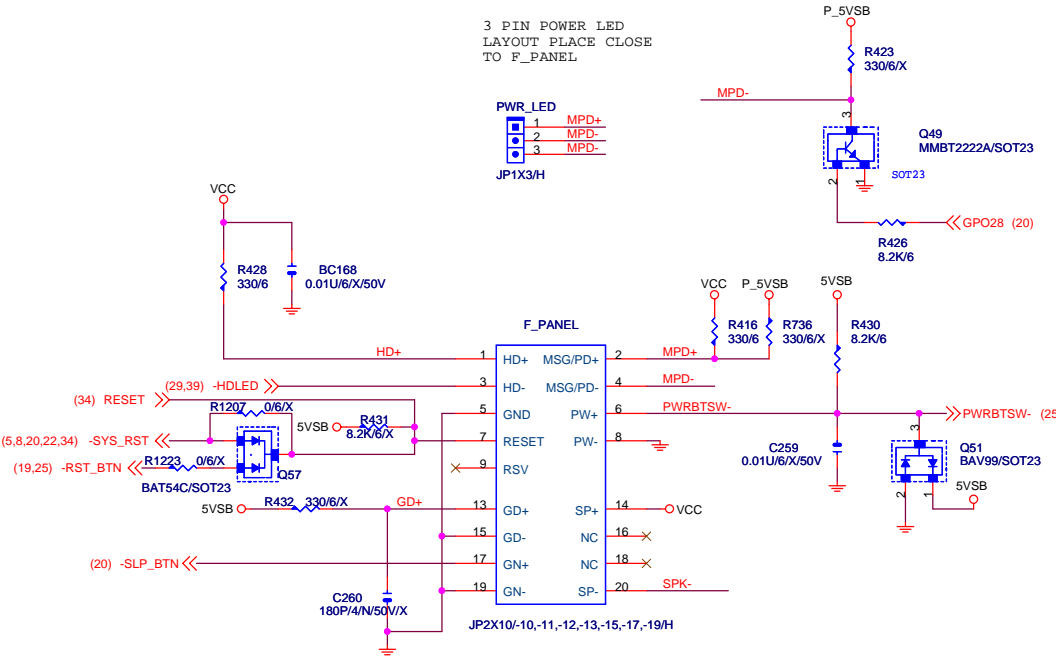 3 PIN POWER LED
LAYOUT PLACE CLOSE
TO F_PANEL
P_5VSB
R423
330/6/X
MPD-
3
Q49
MMBT2222A/SOT23
SOT23
2
1
GPO28 (20)
R426
8.2K/6
PWR_LED
1 MPD+
2 MPD-
3 MPD-
JP1X3/H
VCC
R428
330/6
BC168
0.01U/6/X/50V
VCC
P_5VSB
5VSB
R416
330/6
R736
330/6/X
R430
8.2K/6
F_PANEL
HD+ 1 HD+ MSG/PD+ 2 MPD+
(29,39) -HDLED 3 HD- MSG/PD- 4 MPD-
5 GND PW+ 6 PWRBTSW- PWRBTSW- (25
7 RESET PW- 8
9 RSV
13 GD+ SP+ 14 VCC
15 GD- NC 16
17 GN+ NC 18
19 GN- SP- 20 SPK-
JP2X10/-10,-11,-12,-13,-15,-17,-19/H
(34) RESET
R1207 0/6/X
5VSB
R431
8.2K/6/X
(5,8,20,22,34) -SYS_RST
(19,25) -RST_BTN
R1223 0/6/X
Q57
BAT54C/SOT23
5VSB
R432 330/6/X
GD+
(20) -SLP_BTN
C260
180P/4/N/50V/X
C259
0.01U/6/X/50V
3
Q51
BAV99/SOT23
2
1
5VSB